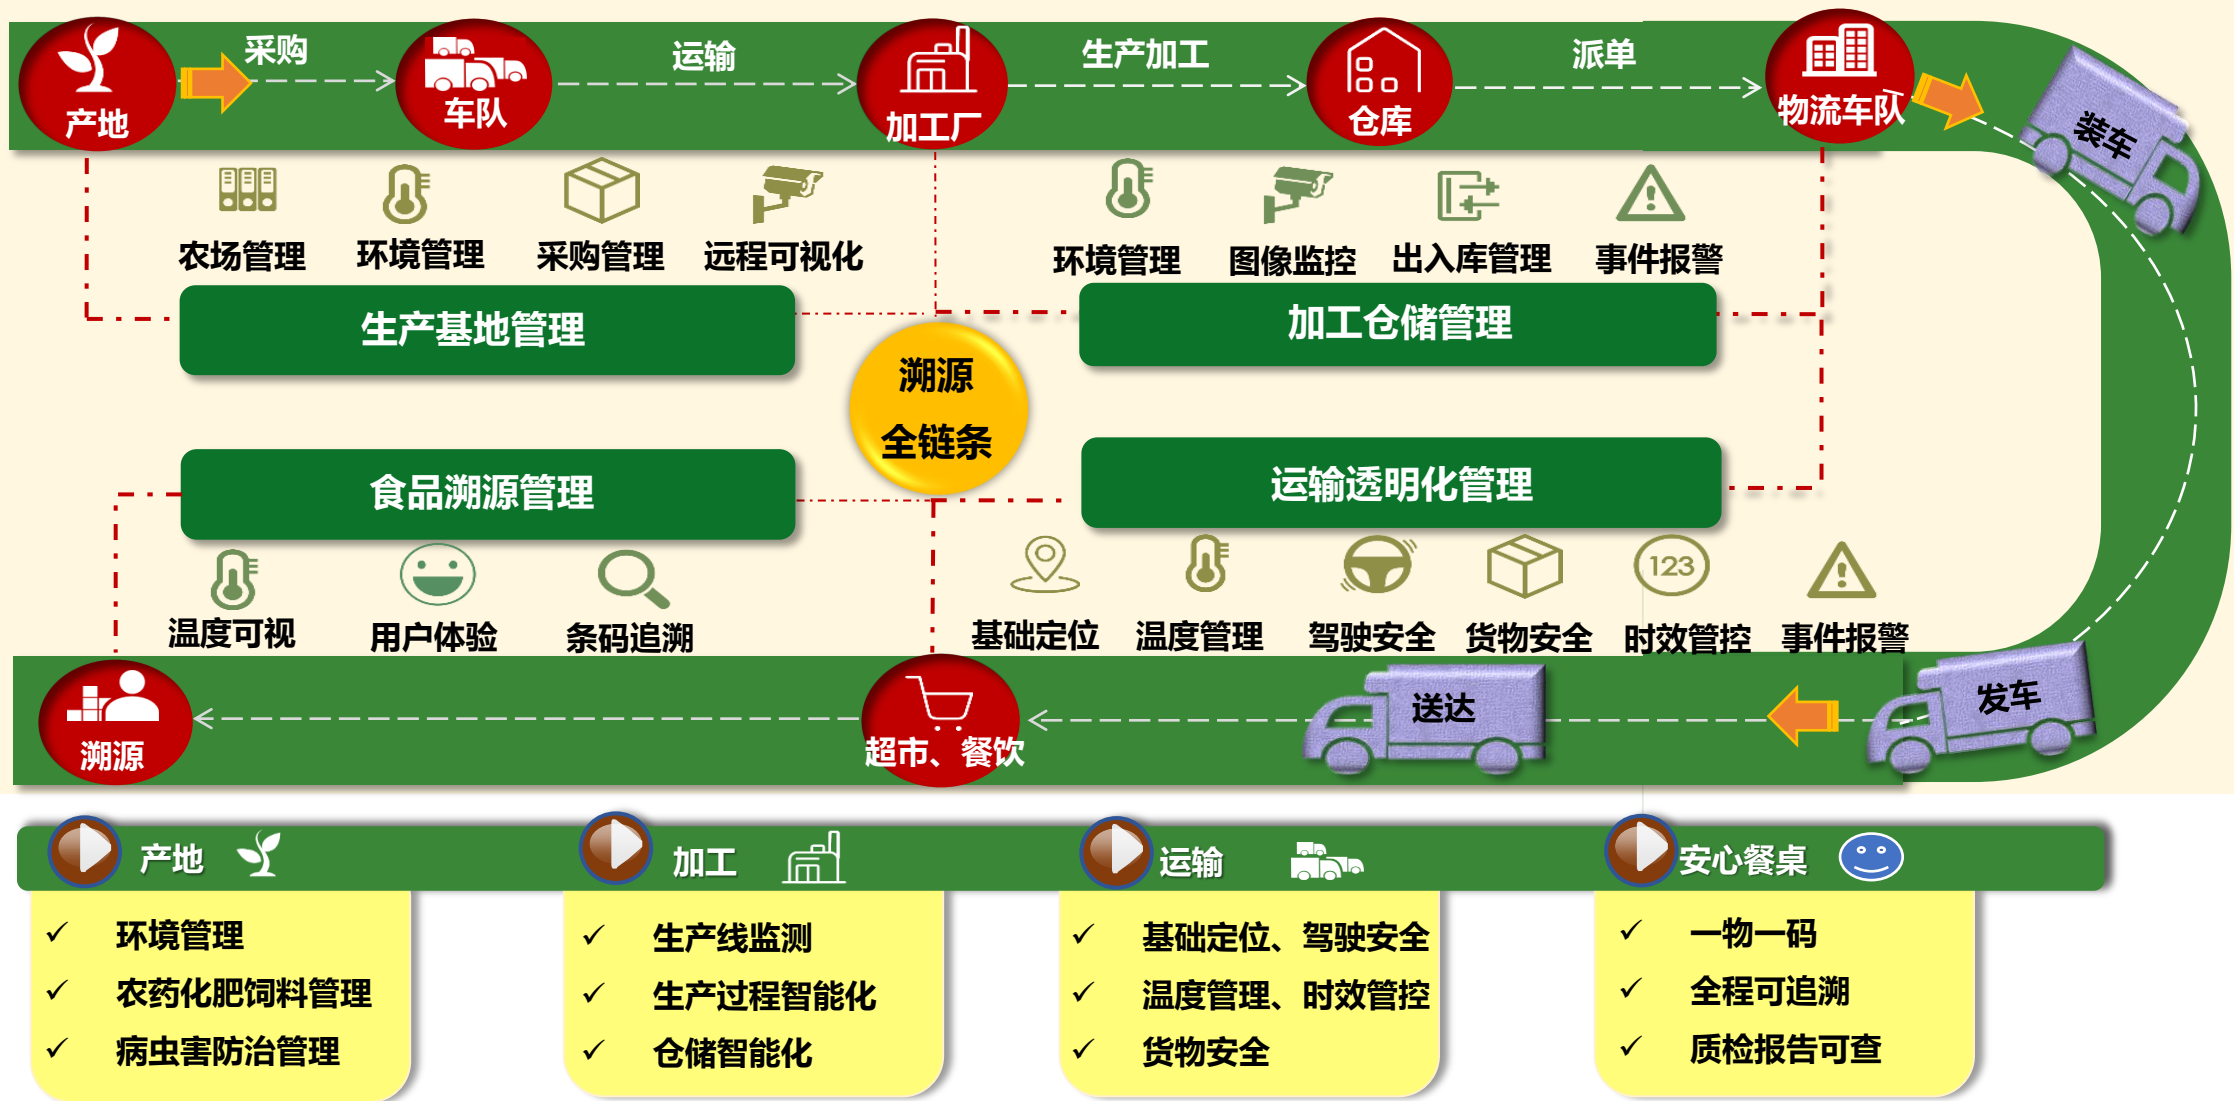 采购
运输
生产加工
派单
产地
车队
加工厂
仓库
物流车队
装车
农场管理
环境管理
采购管理
远程可视化
环境管理
图像监控
出入库管理
事件报警
生产基地管理
加工仓储管理
溯源
全链条
食品溯源管理
运输透明化管理
123
温度可视
用户体验
条码追溯
基础定位
温度管理
驾驶安全
货物安全
时效管控
事件报警
溯源
超市、餐饮
送达
发车
产地
加工
运输
安心餐桌
✓ 环境管理
✓ 农药化肥饲料管理
✓ 病虫害防治管理
✓ 生产线监测
✓ 生产过程智能化
✓ 仓储智能化
✓ 基础定位、驾驶安全
✓ 温度管理、时效管控
✓ 货物安全
✓ 一物一码
✓ 全程可追溯
✓ 质检报告可查